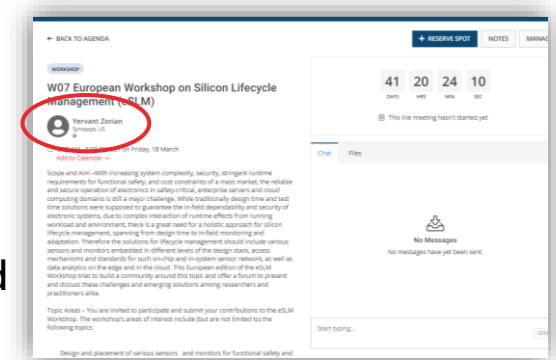 ← BACK TO AGENDA
+ RESERVE SPOT
NOTES
MANAG
WORKSHOP
W07 European Workshop on Silicon Lifecycle
Management (eSLM)
Yervant Zorian
Synopsys, US
on Friday, 18 March
Add to Calendar
41 20 24 10
DAYS HRS MIN SEC
This live meeting hasn't started yet
Chat Files
No Messages
No messages have yet been sent.
Start typing...
Scope and Aim –With increasing system complexity, security, stringent runtime
requirements for functional safety, and cost constraints of a mass market, the reliable
and secure operation of electronics in safety-critical, enterprise servers and cloud
computing domains is still a major challenge. While traditionally design time and test
time solutions were supposed to guarantee the in-field dependability and security of
electronic systems, due to complex interaction of runtime effects from running
workload and environment, there is a great need for a holistic approach for silicon
lifecycle management, spanning from design time to in-field monitoring and
adaptation. Therefore the solutions for lifecycle management should include various
sensors and monitors embedded in different levels of the design stack, access
mechanisms and standards for such on-chip and in-system sensor network, as well as
data analytics on the edge and in the cloud. This European edition of the eSLM
Workshop tries to build a community around this topic and offer a forum to present
and discuss these challenges and emerging solutions among researchers and
practitioners alike.
Topic Areas – You are invited to participate and submit your contributions to the eSLM
Workshop. The workshop's areas of interest include (but are not limited to) the
following topics:
Design and placement of various sensors and monitors for functional safety and
d